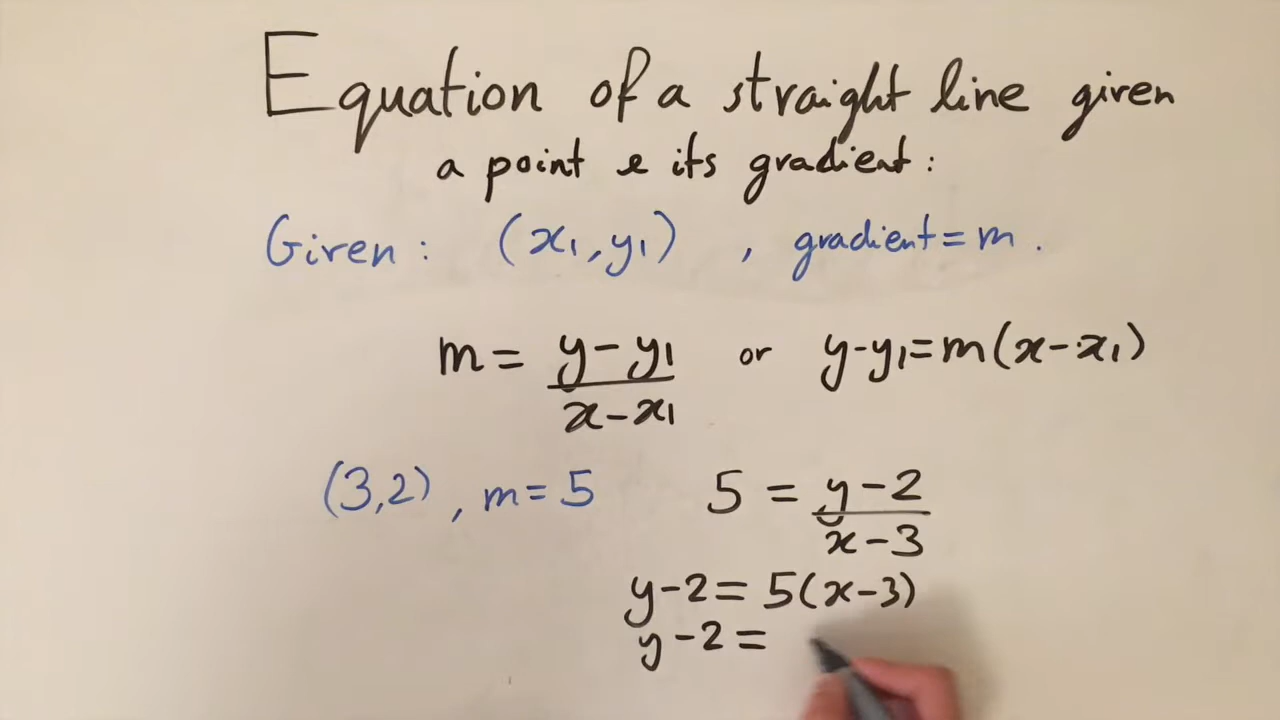 Equation of a straight line given
a point & its gradient:
Given: (x₁,y₁) , gradient=m.
m = y-y₁/x-x₁ or y-y₁=m(x-x₁)
(3,2), m=5 5 = y-2/x-3
y-2=5(x-3)
y-2=